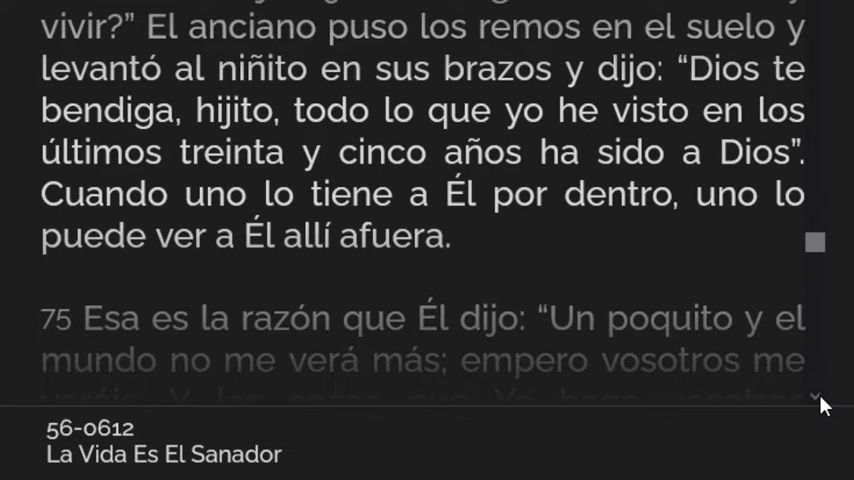 vivir?” El anciano puso los remos en el suelo y
levantó al niñito en sus brazos y dijo: “Dios te
bendiga, hijito, todo lo que yo he visto en los
últimos treinta y cinco años ha sido a Dios”.
Cuando uno lo tiene a Él por dentro, uno lo
puede ver a Él allí afuera.
75 Esa es la razón que Él dijo: “Un poquito y el
mundo no me verá más; empero vosotros me
56-0612
La Vida Es El Sanador